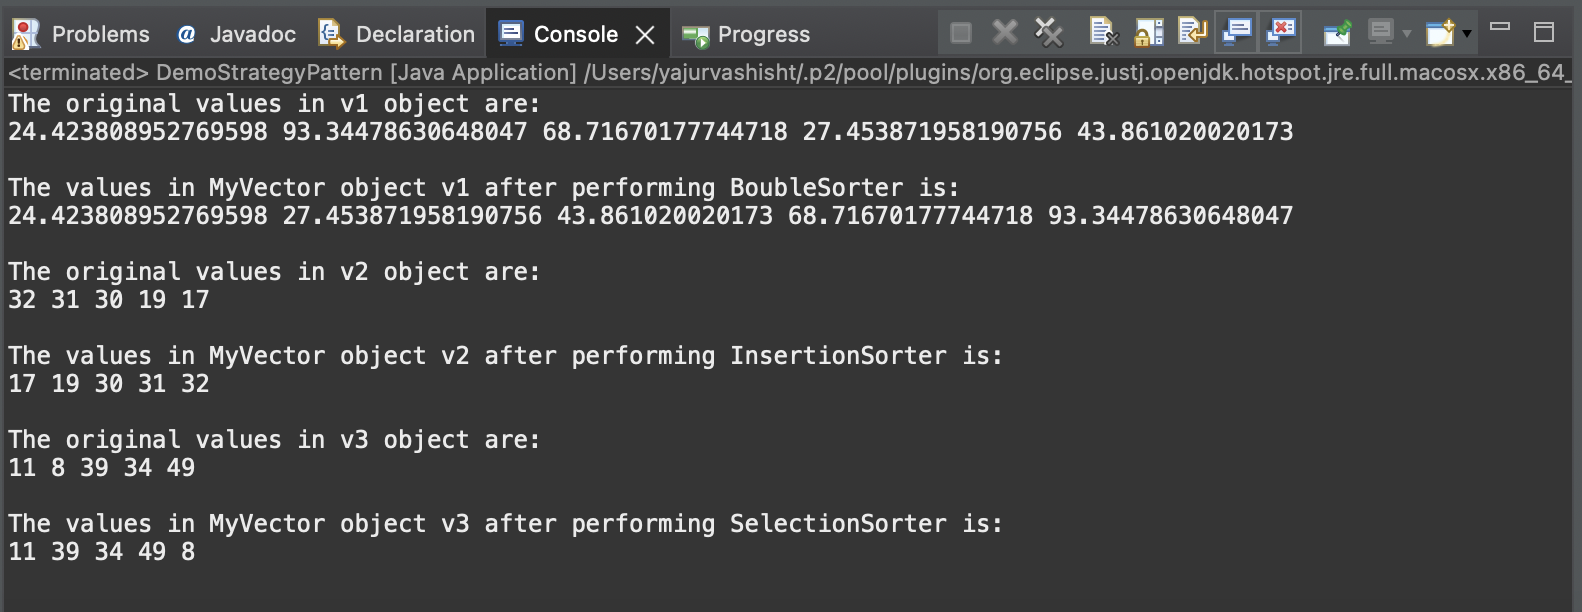 Problems @ Javadoc Declaration Console Progress
<terminated> DemoStrategyPattern [Java Application] /Users/yajurvashisht/.p2/pool/plugins/org.eclipse.justj.openjdk.hotspot.jre.full.macosx.x86_64_
The original values in v1 object are:
24.423808952769598 93.34478630648047 68.71670177744718 27.453871958190756 43.861020020173
The values in MyVector object v1 after performing BoubleSorter is:
24.423808952769598 27.453871958190756 43.861020020173 68.71670177744718 93.34478630648047
The original values in v2 object are:
32 31 30 19 17
The values in MyVector object v2 after performing InsertionSorter is:
17 19 30 31 32
The original values in v3 object are:
11 8 39 34 49
The values in MyVector object v3 after performing SelectionSorter is:
11 39 34 49 8